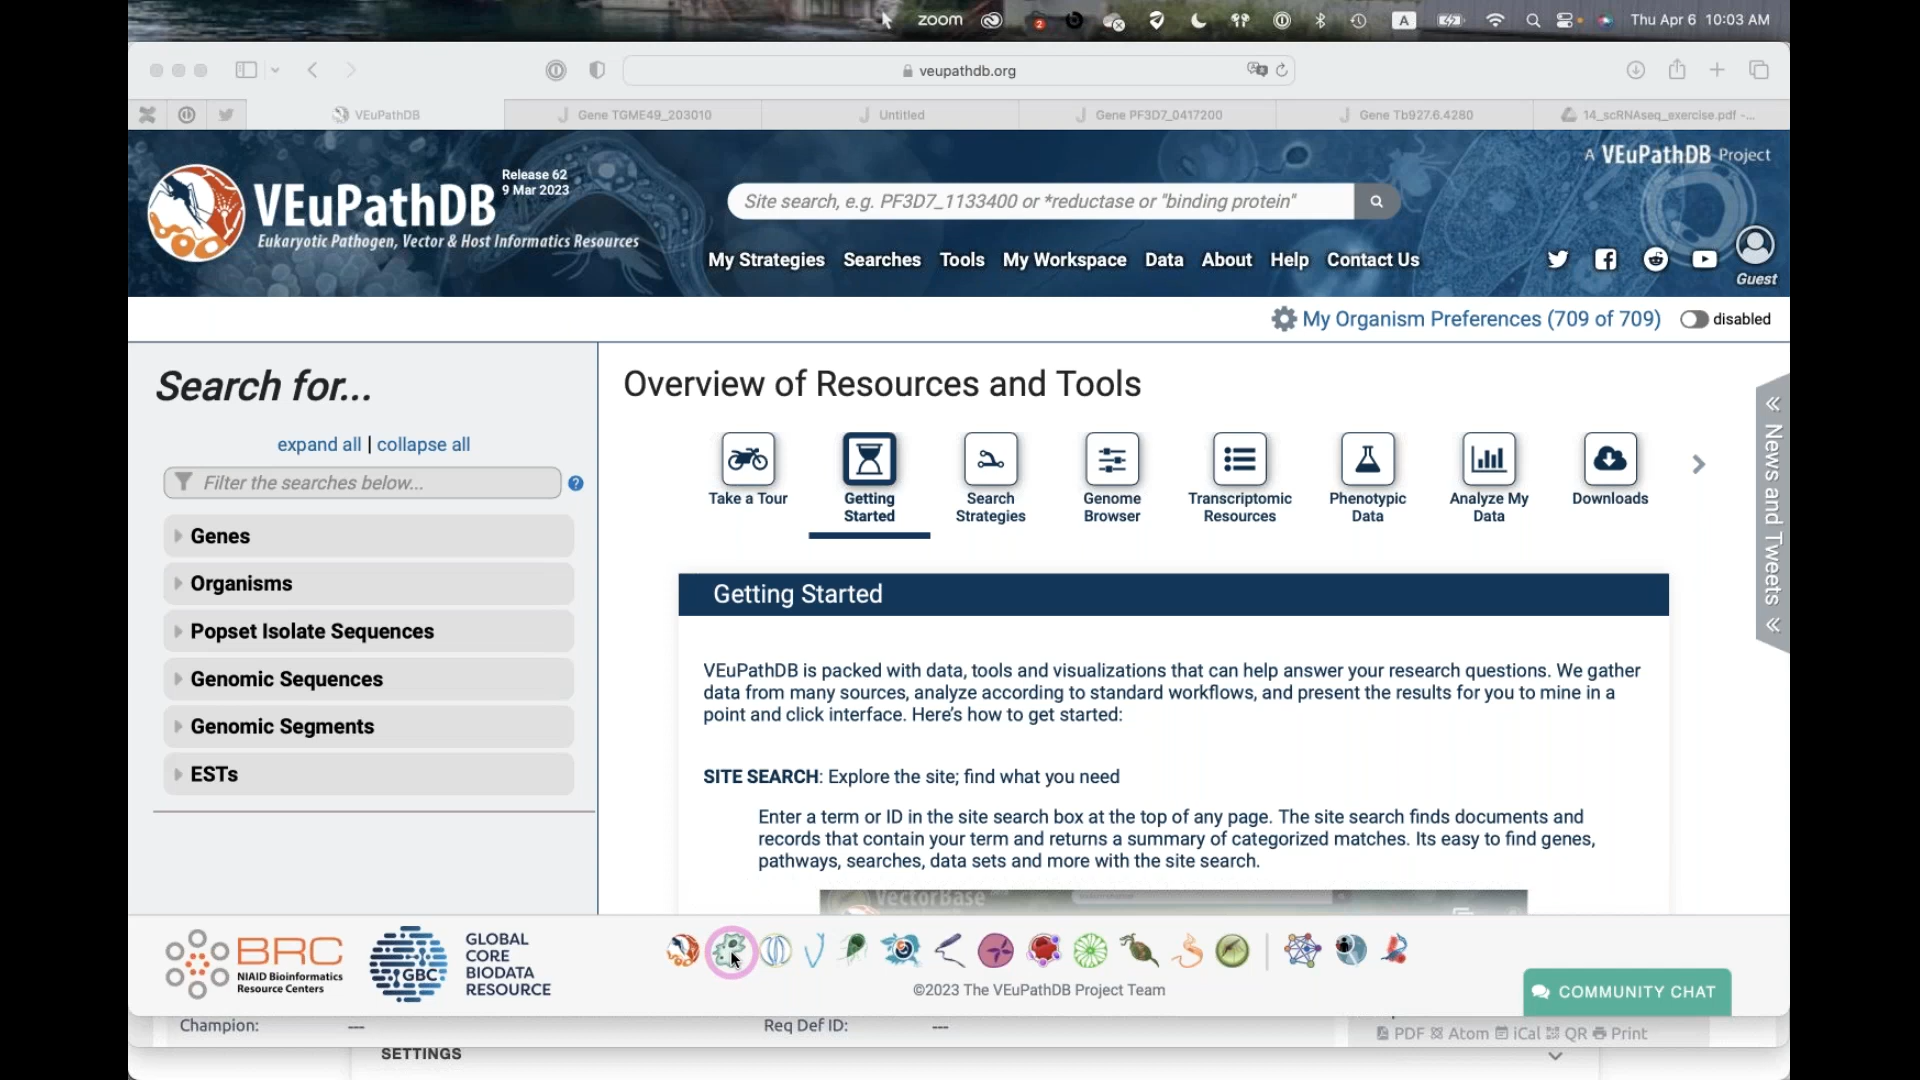 zoom
2
A
Thu Apr 6 10:03 AM
veupathdb.org
VEuPathDB
Gene TGME49_203010
Untitled
Gene PF3D7_0417200
Gene Tb927.6.4280
14_scRNAseq_exercise.pdf -...
A VEuPathDB Project
Release 62
9 Mar 2023
VEuPathDB
Eukaryotic Pathogen, Vector & Host Informatics Resources
Site search, e.g. PF3D7_1133400 or *reductase or "binding protein"
My Strategies Searches Tools My Workspace Data About Help Contact Us
Guest
My Organism Preferences (709 of 709) disabled
Search for...
expand all | collapse all
Filter the searches below... ?
Genes
Organisms
Popset Isolate Sequences
Genomic Sequences
Genomic Segments
ESTs
Overview of Resources and Tools
Take a Tour
Getting Started
Search Strategies
Genome Browser
Transcriptomic Resources
Phenotypic Data
Analyze My Data
Downloads
News and Tweets
Getting Started
VEuPathDB is packed with data, tools and visualizations that can help answer your research questions. We gather
data from many sources, analyze according to standard workflows, and present the results for you to mine in a
point and click interface. Here's how to get started:
SITE SEARCH: Explore the site; find what you need
Enter a term or ID in the site search box at the top of any page. The site search finds documents and
records that contain your term and returns a summary of categorized matches. Its easy to find genes,
pathways, searches, data sets and more with the site search.
VectorBase
BRC
NIAID Bioinformatics
Resource Centers
GBC
GLOBAL
CORE
BIODATA
RESOURCE
©2023 The VEuPathDB Project Team
COMMUNITY CHAT
Champion: ---
Req Def ID: ---
PDF Atom iCal QR Print
SETTINGS